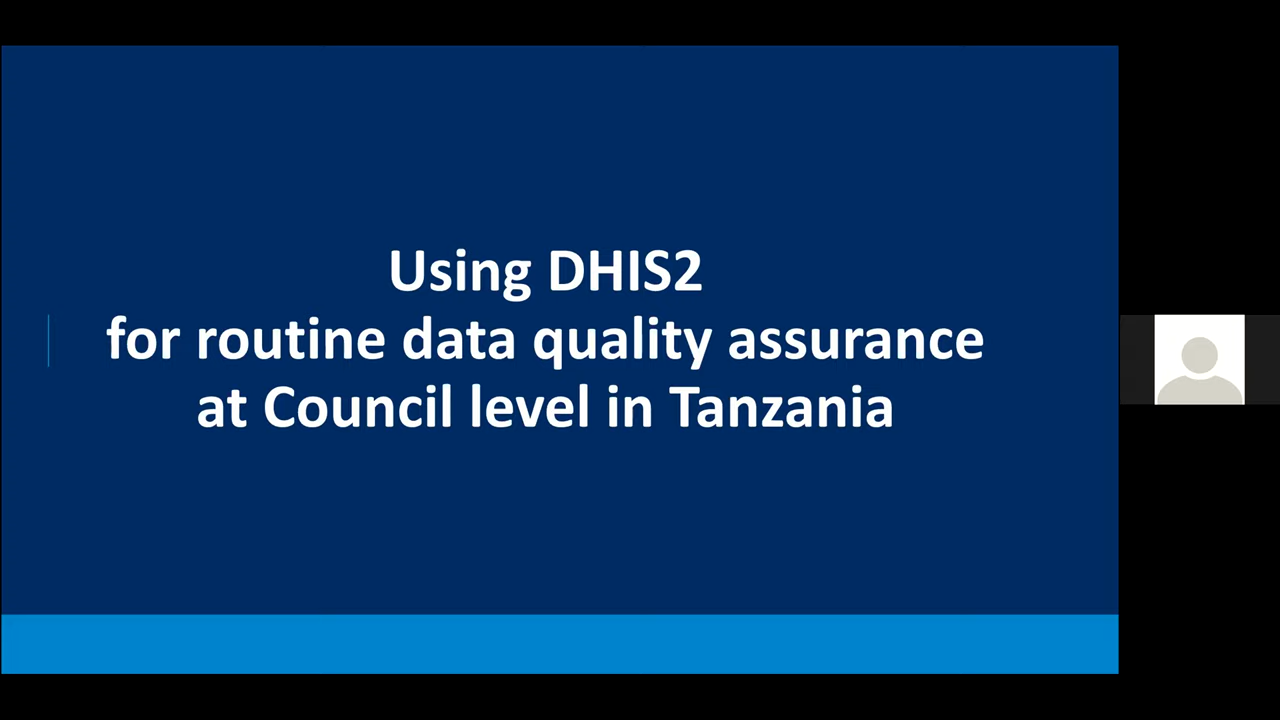 Using DHIS2
for routine data quality assurance
at Council level in Tanzania